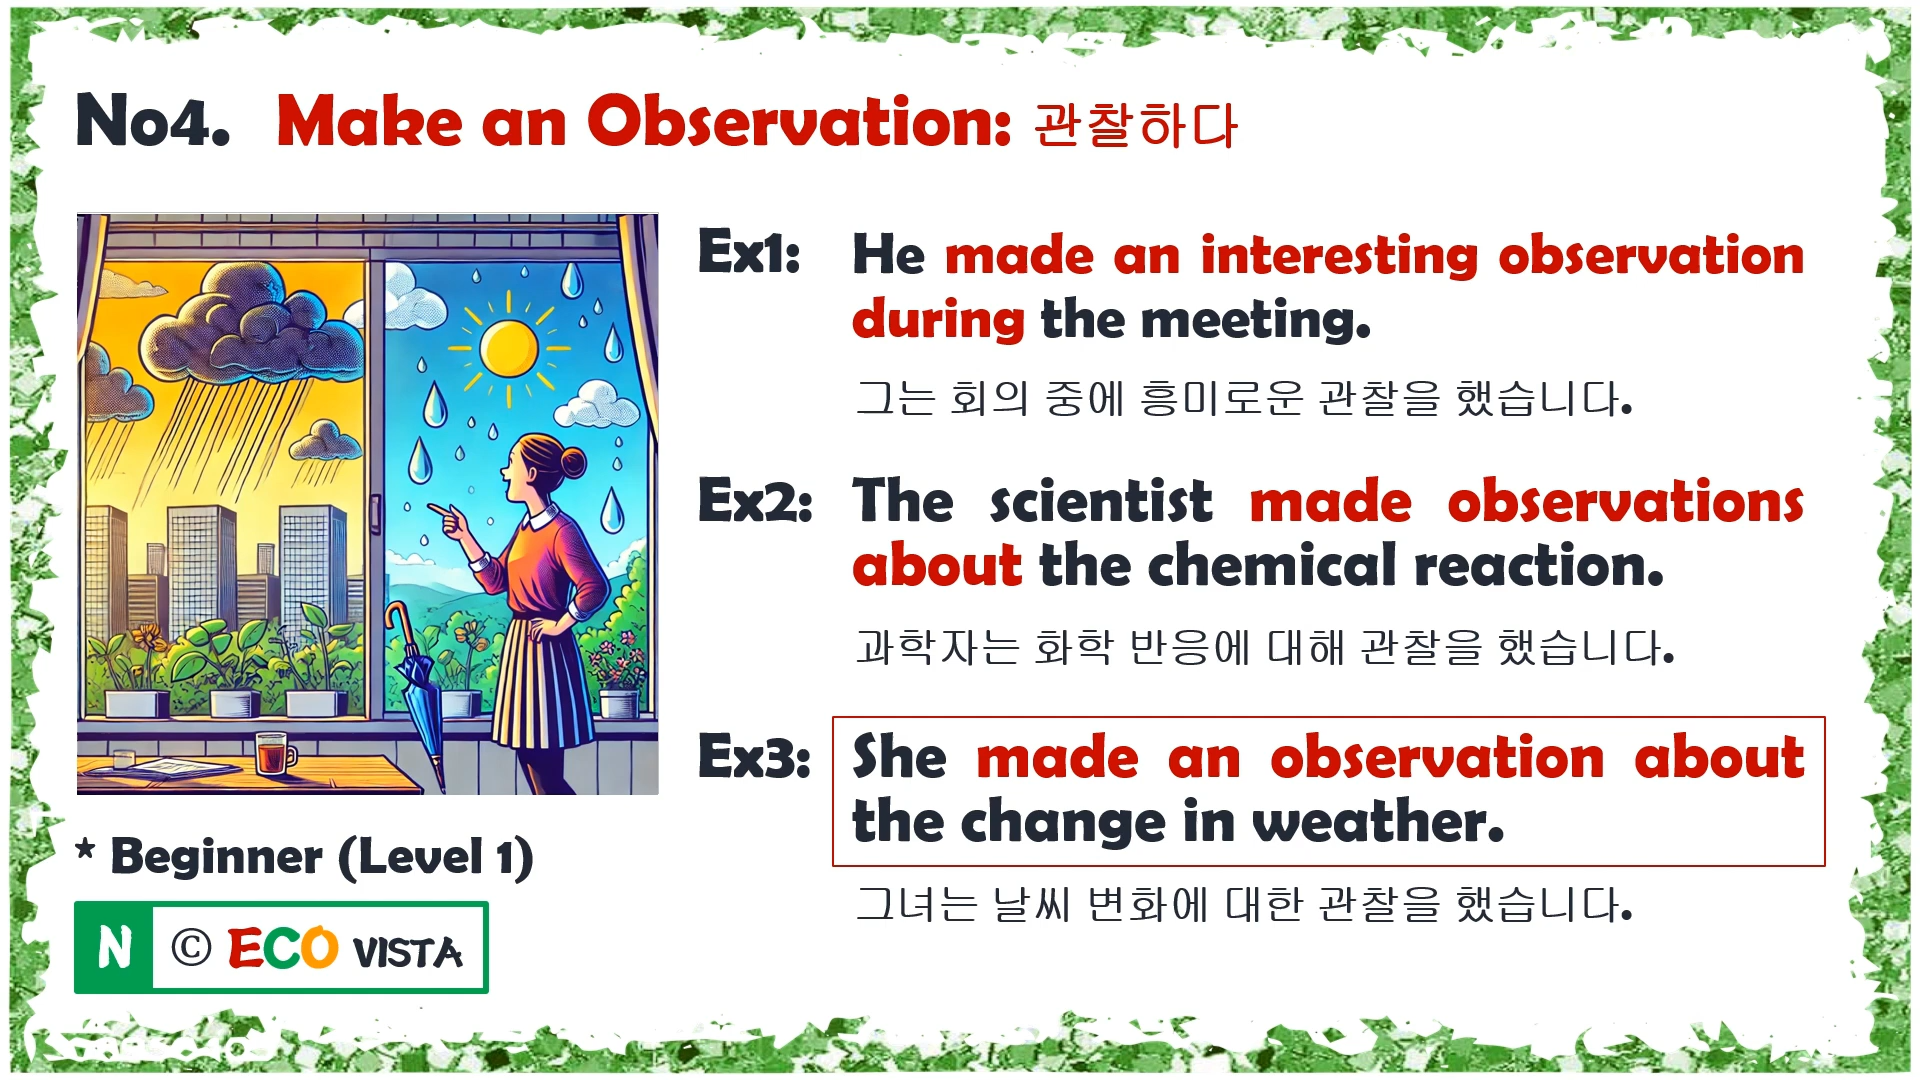 No4. Make an Observation: 관찰하다
Ex1: He made an interesting observation
during the meeting.
그는 회의 중에 흥미로운 관찰을 했습니다.
Ex2: The scientist made observations
about the chemical reaction.
과학자는 화학 반응에 대해 관찰을 했습니다.
Ex3: She made an observation about
the change in weather.
그녀는 날씨 변화에 대한 관찰을 했습니다.
* Beginner (Level 1)
N © ECO VISTA